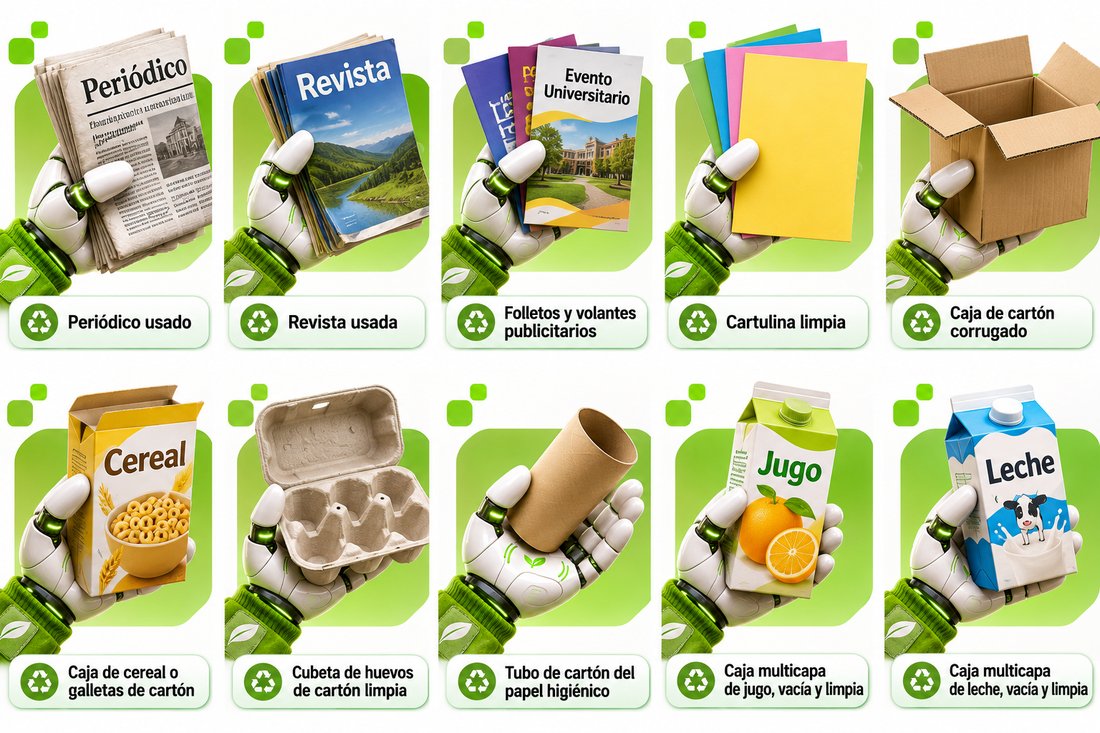 Periódico
Revista
Evento
Universitario
Periódico usado
Revista usada
Folletos y volantes
publicitarios
Cartulina limpia
Caja de cartón
corrugado
Cereal
Jugo
Leche
Caja de cereal o
galletas de cartón
Cubeta de huevos
de cartón limpia
Tubo de cartón del
papel higiénico
Caja multicapa
de jugo, vacía y limpia
Caja multicapa
de leche, vacía y limpia